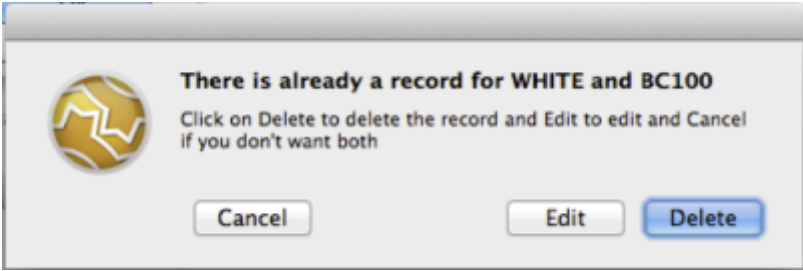 There is already a record for WHITE and BC100
Click on Delete to delete the record and Edit to edit and Cancel
if you don't want both
Cancel Edit Delete